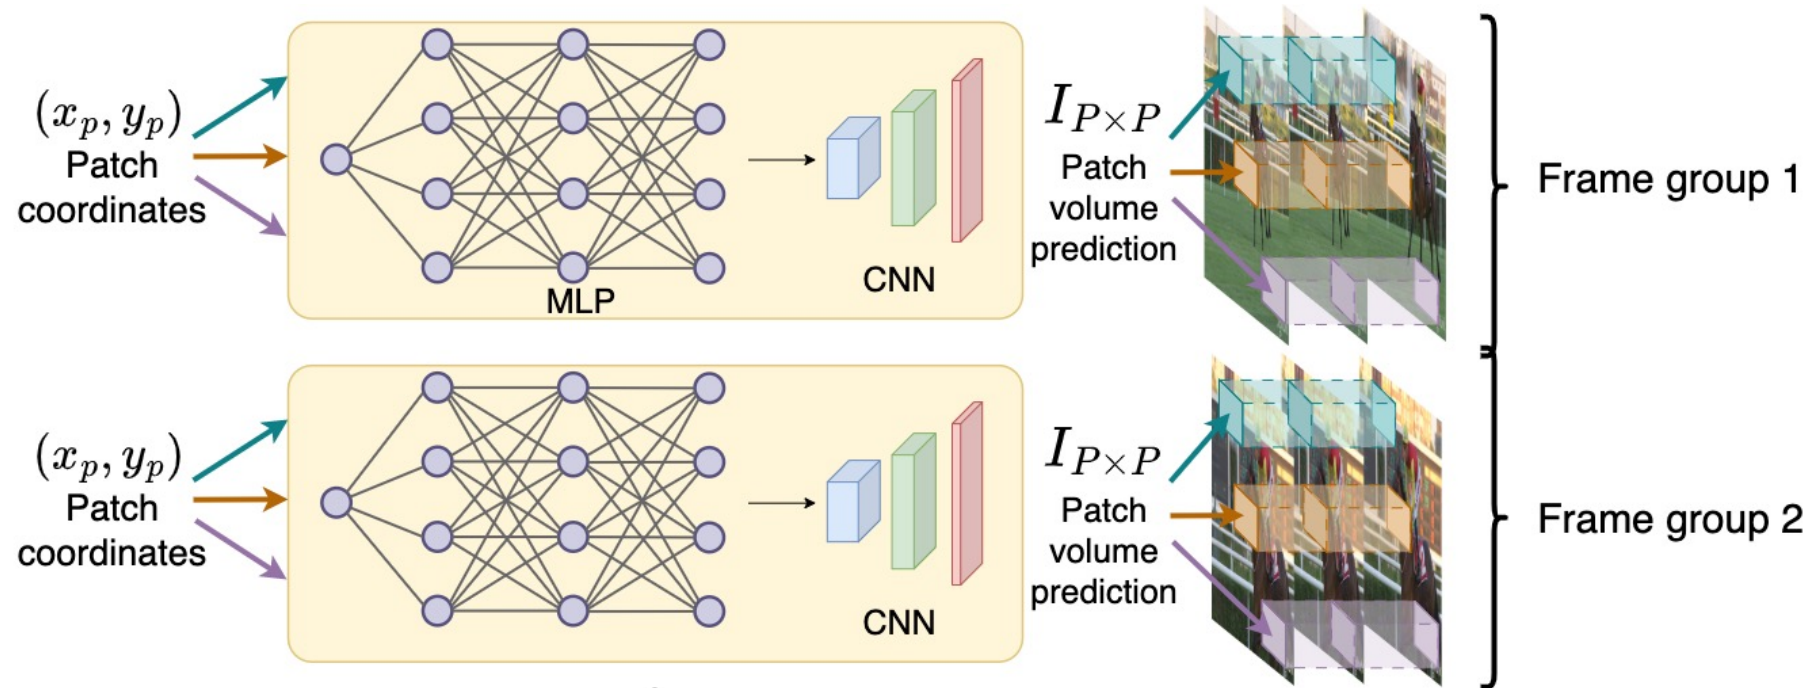 (x_p, y_p)
Patch
coordinates
MLP
CNN
I_{P×P}
Patch
volume
prediction
Frame group 1
(x_p, y_p)
Patch
coordinates
CNN
I_{P×P}
Patch
volume
prediction
Frame group 2